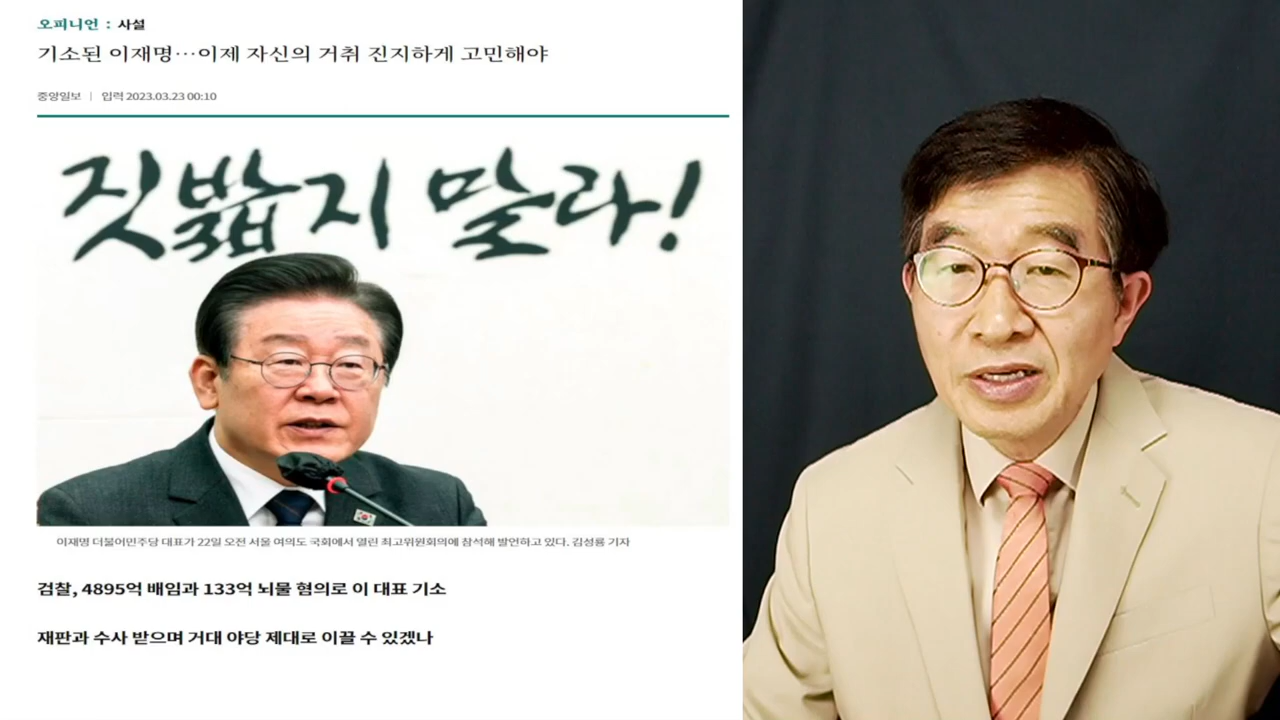 오피니언 : 사설
기소된 이재명…이제 자신의 거취 진지하게 고민해야
중앙일보 | 입력 2023.03.23 00:10
짓밟지 말라!
이재명 더불어민주당 대표가 22일 오전 서울 여의도 국회에서 열린 최고위원회의에 참석해 발언하고 있다. 김성룡 기자
검찰, 4895억 배임과 133억 뇌물 혐의로 이 대표 기소
재판과 수사 받으며 거대 야당 제대로 이끌 수 있겠나